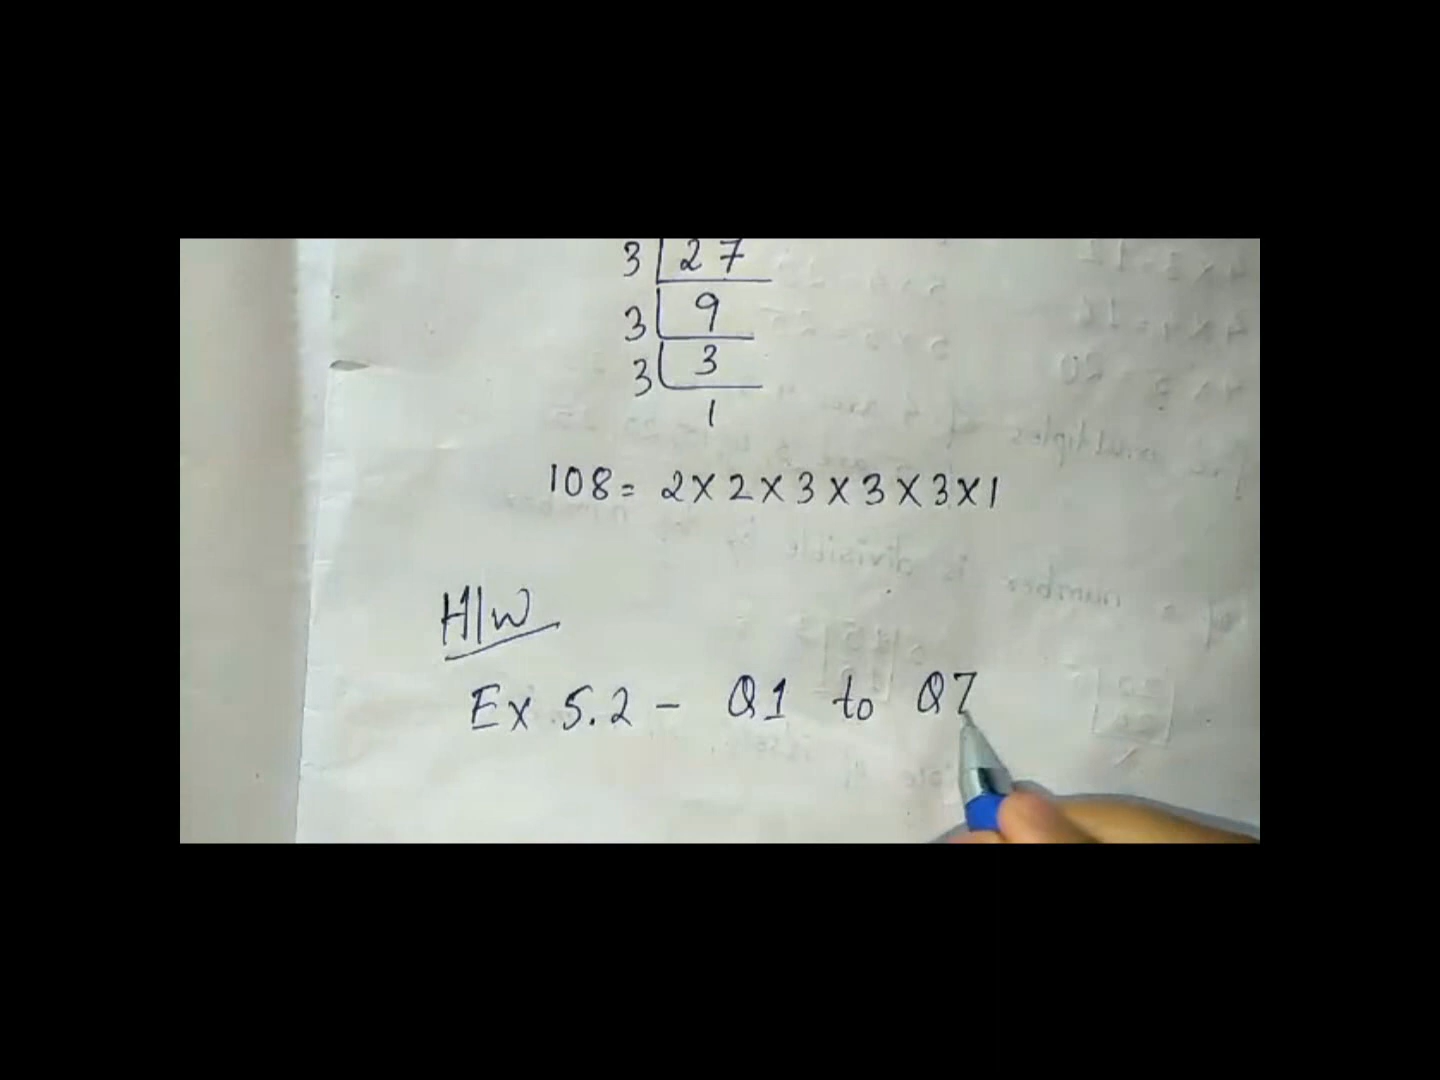 3 27
3 9
3 3
1
108 = 2 X 2 X 3 X 3 X 3 X 1
H/W
Ex 5.2 - Q1 to Q7